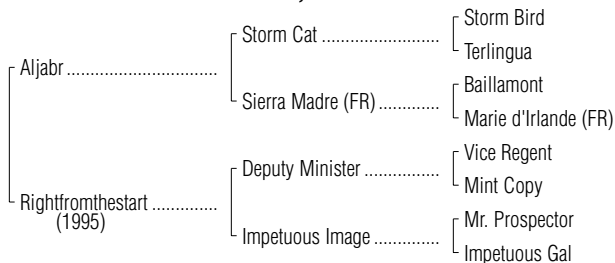 Storm Bird
Storm Cat ........................
Terlingua
Aljabr ...............................
Baillamont
Sierra Madre (FR) .............
Marie d'Irlande (FR)
Vice Regent
Deputy Minister ................
Mint Copy
Rightfromthestart ..............
(1995)
Mr. Prospector
Impetuous Image ..............
Impetuous Gal